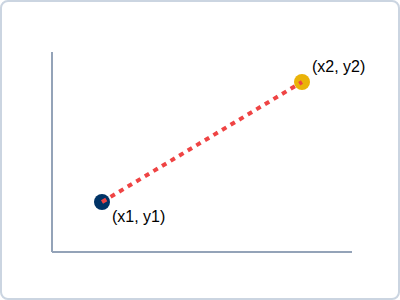 (x2, y2)
(x1, y1)